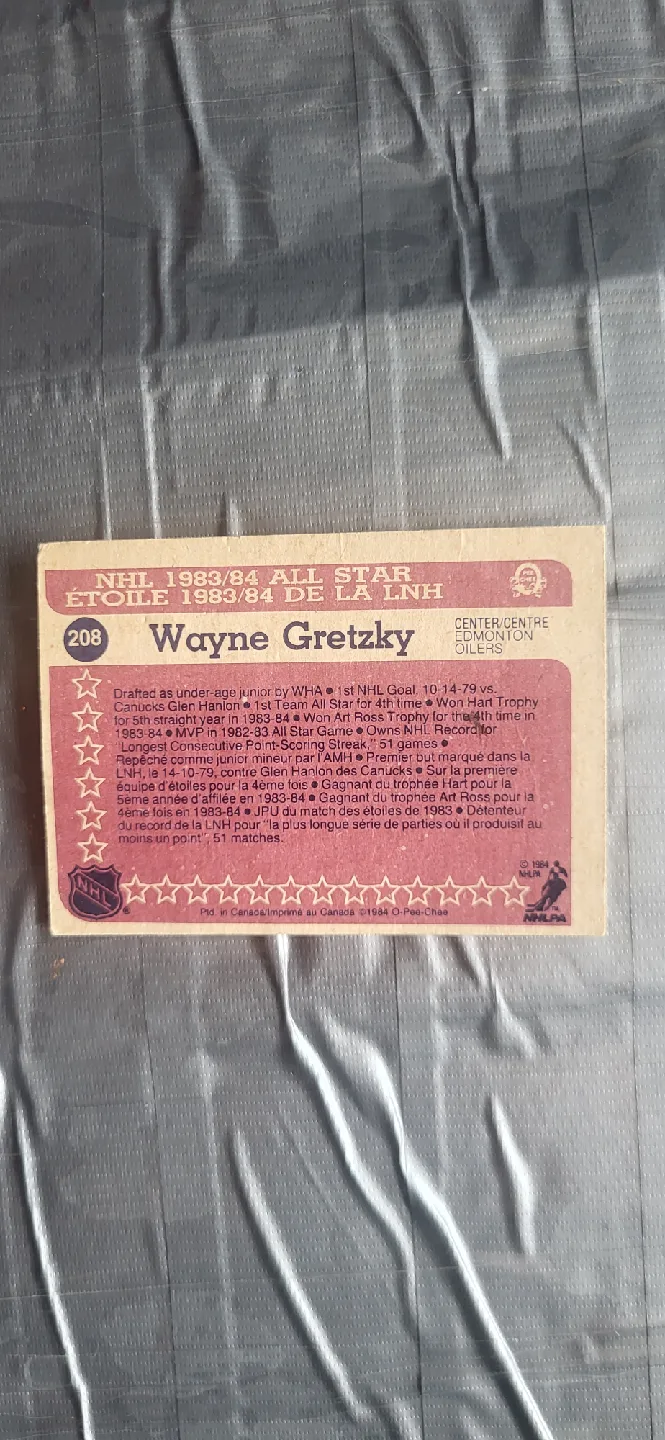 NHL 1983/84 ALL STAR
ÉTOILE 1983/84 DE LA LNH
O-PEE-CHEE
208
Wayne Gretzky
CENTER/CENTRE
EDMONTON
OILERS
Drafted as under-age junior by WHA • 1st NHL Goal, 10-14-79 vs.
Canucks Glen Hanlon • 1st Team All Star for 4th time • Won Hart Trophy
for 5th straight year in 1983-84 • Won Art Ross Trophy for the 4th time in
1983-84 • MVP in 1982-83 All Star Game • Owns NHL Record for
"Longest Consecutive Point-Scoring Streak," 51 games •
Repêché comme junior mineur par l'AMH • Premier but marqué dans la
LNH, le 14-10-79, contre Glen Hanlon des Canucks • Sur la première
équipe d'étoiles pour la 4ème fois • Gagnant du trophée Hart pour la
5ème année d'affilée en 1983-84 • Gagnant du trophée Art Ross pour la
4ème fois en 1983-84 • JPU du match des étoiles de 1983 • Détenteur
du record de la LNH pour "la plus longue série de parties où il produisit au
moins un point", 51 matches.
NHL
®
© 1984
NHLPA
TM
NHLPA
Ptd. in Canada/Imprimé au Canada ©1984 O-Pee-Chee